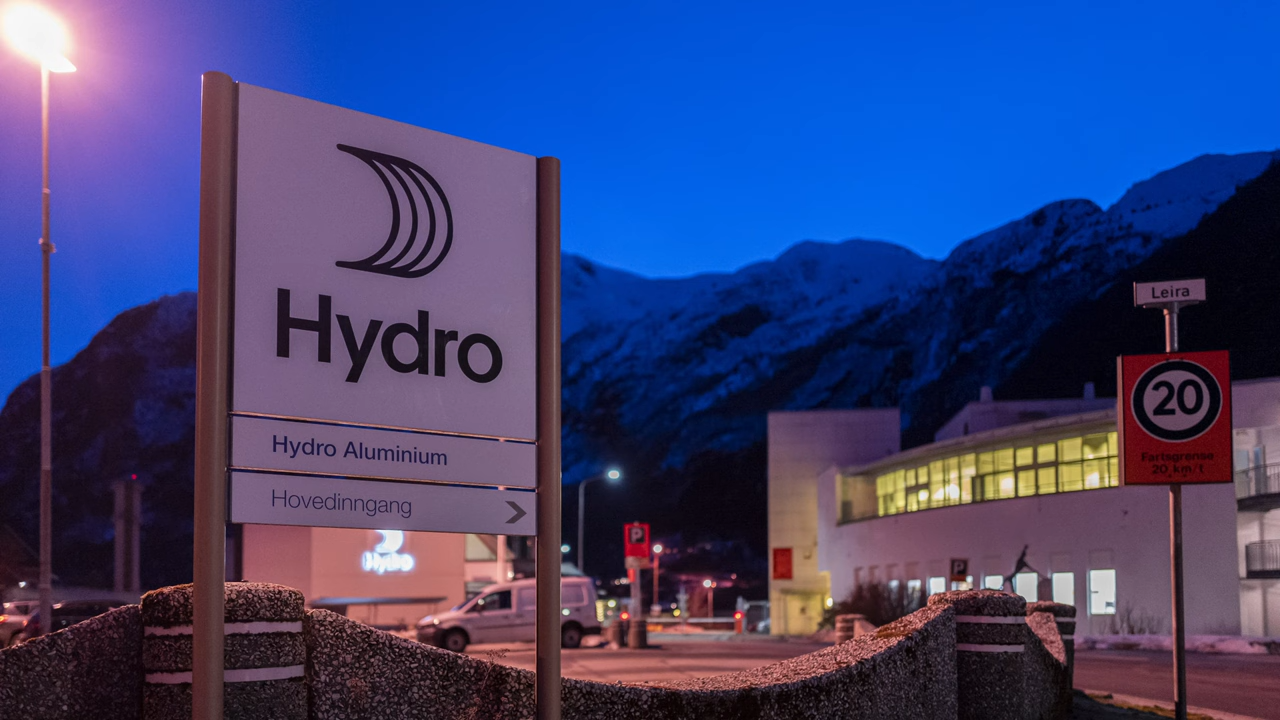 Hydro
Hydro Aluminium
Hovedinngang
Hydro
P
P
Leira
20
Fartsgrense
20 km/t